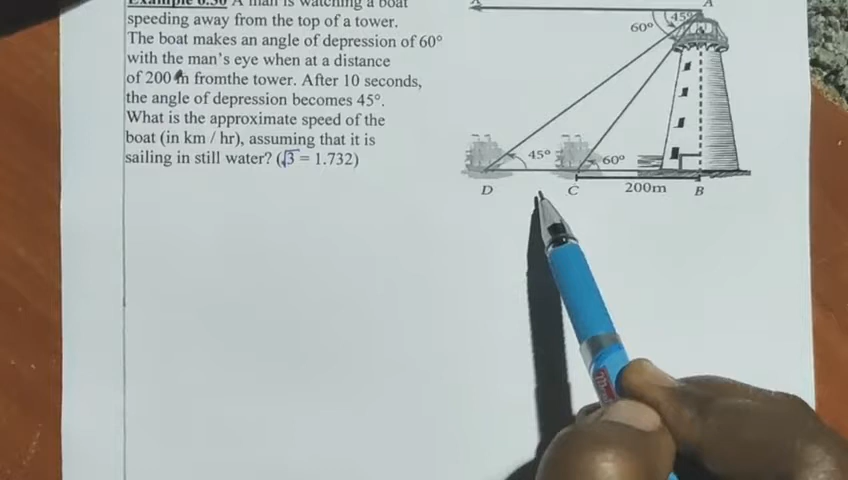 Example 6.30 A man is watching a boat
speeding away from the top of a tower.
The boat makes an angle of depression of 60°
with the man's eye when at a distance
of 200 m fromthe tower. After 10 seconds,
the angle of depression becomes 45°.
What is the approximate speed of the
boat (in km / hr), assuming that it is
sailing in still water? (√3 = 1.732)
A
45°
60°
45°
60°
200m
D
C
B